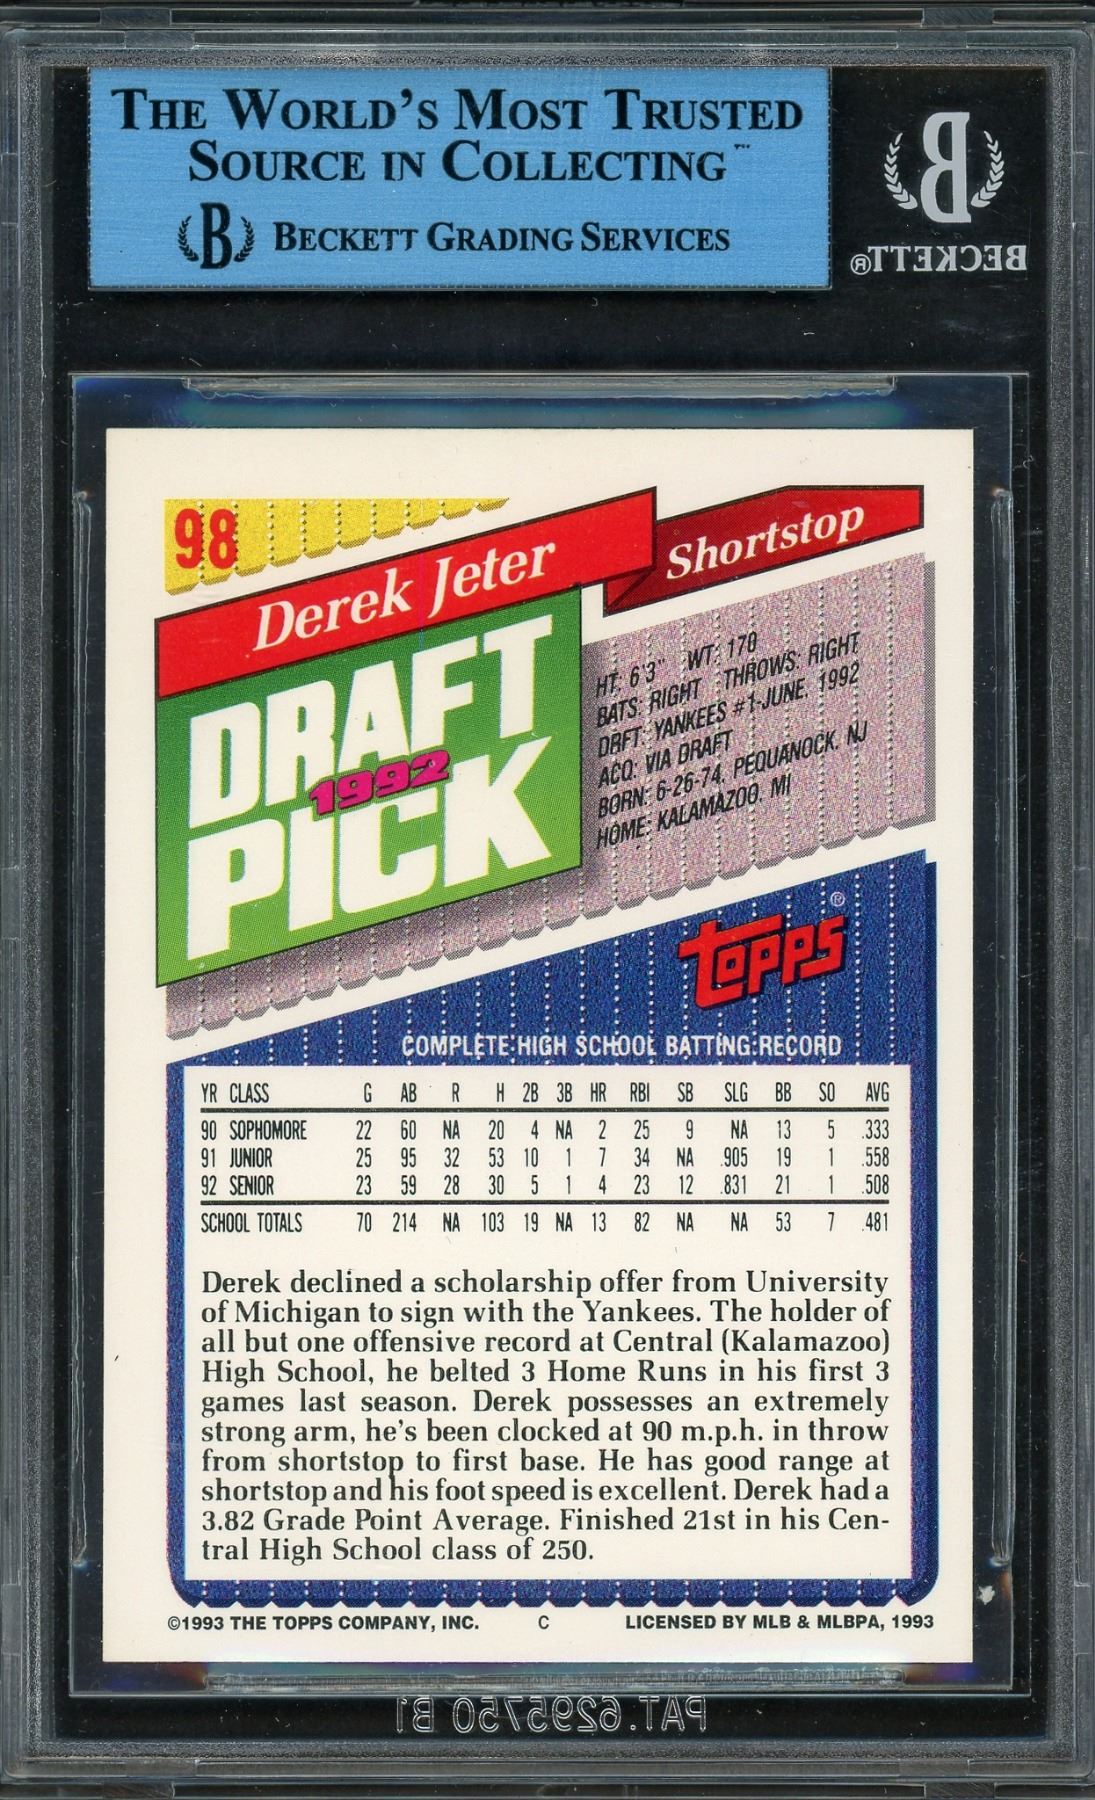 THE WORLD'S MOST TRUSTED
SOURCE IN COLLECTING™
B BECKETT GRADING SERVICES
B
BECKETT®
98
Derek Jeter
Shortstop
DRAFT
1992
PICK
HT: 6'3" WT: 170
BATS: RIGHT THROWS: RIGHT
DRFT: YANKEES #1-JUNE, 1992
ACQ: VIA DRAFT
BORN: 6-26-74, PEQUANOCK, NJ
HOME: KALAMAZOO, MI
TOPPS®
COMPLETE HIGH SCHOOL BATTING RECORD
YR CLASS G AB R H 2B 3B HR RBI SB SLG BB SO AVG
90 SOPHOMORE 22 60 NA 20 4 NA 2 25 9 NA 13 5 .333
91 JUNIOR 25 95 32 53 10 1 7 34 NA .905 19 1 .558
92 SENIOR 23 59 28 30 5 1 4 23 12 .831 21 1 .508
SCHOOL TOTALS 70 214 NA 103 19 NA 13 82 NA NA 53 7 .481
Derek declined a scholarship offer from University
of Michigan to sign with the Yankees. The holder of
all but one offensive record at Central (Kalamazoo)
High School, he belted 3 Home Runs in his first 3
games last season. Derek possesses an extremely
strong arm, he's been clocked at 90 m.p.h. in throw
from shortstop to first base. He has good range at
shortstop and his foot speed is excellent. Derek had a
3.82 Grade Point Average. Finished 21st in his Cen-
tral High School class of 250.
©1993 THE TOPPS COMPANY, INC. C LICENSED BY MLB & MLBPA, 1993
PAT. 6295750 B1